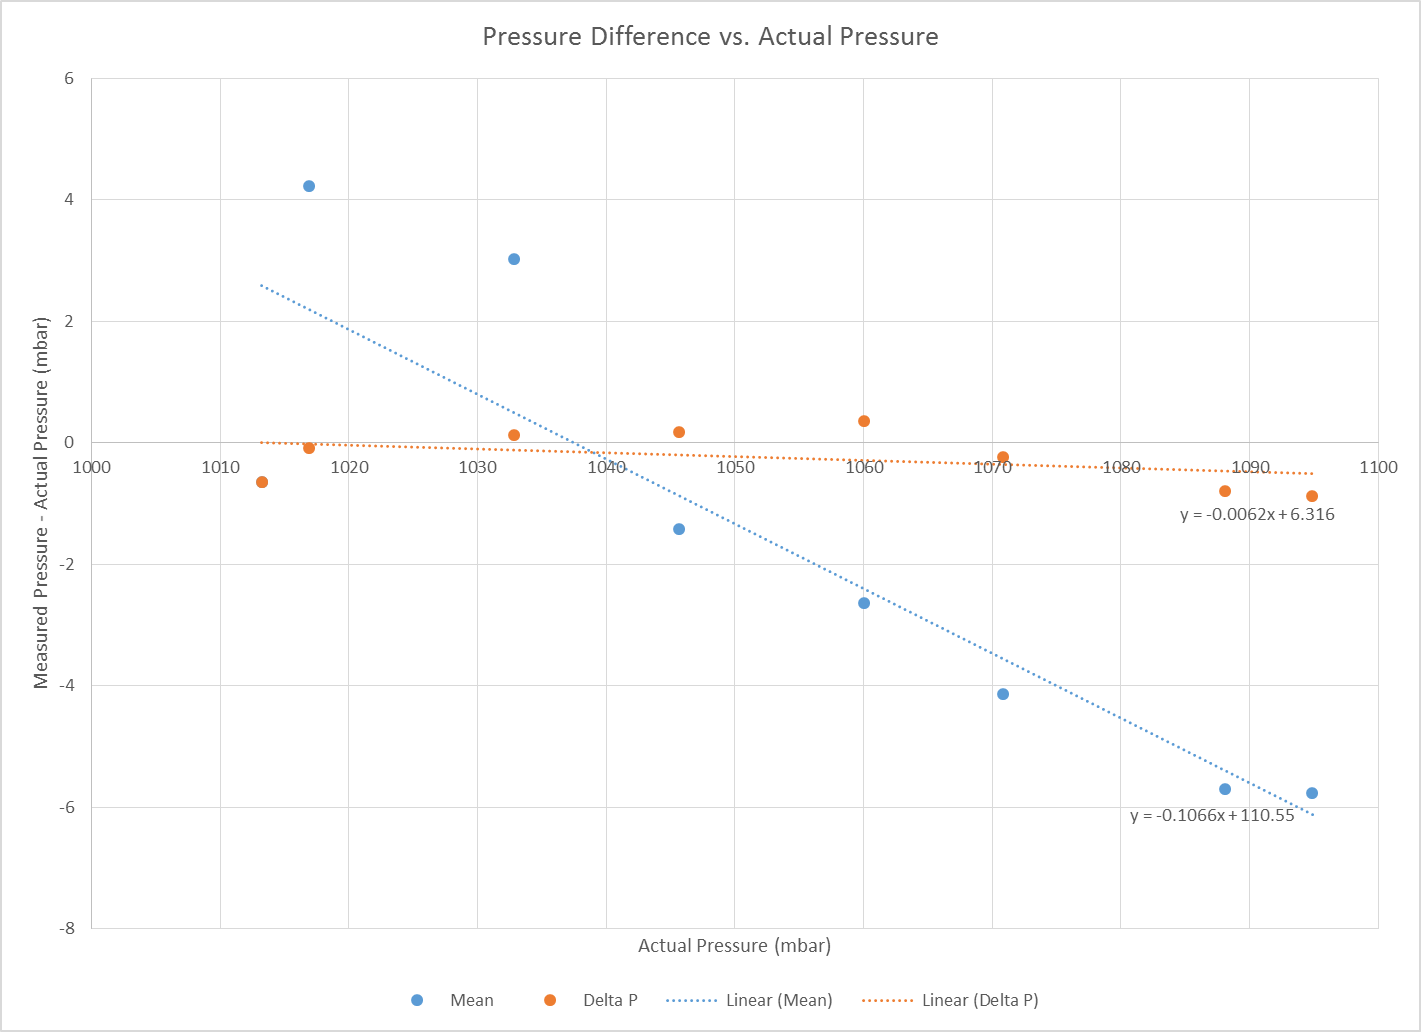 Pressure Difference vs. Actual Pressure
6
4
2
0
-2
-4
-6
-8
Measured Pressure - Actual Pressure (mbar)
1000 1010 1020 1030 1040 1050 1060 1070 1080 1090 1100
y = -0.0062x + 6.316
y = -0.1066x + 110.55
Actual Pressure (mbar)
Mean Delta P Linear (Mean) Linear (Delta P)